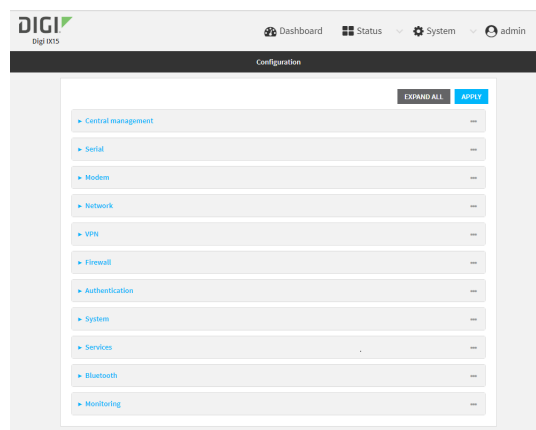 DIGI
Digi IX15
Dashboard Status System admin
Configuration
EXPAND ALL APPLY
Central management
Serial
Modem
Network
VPN
Firewall
Authentication
System
Services
Bluetooth
Monitoring